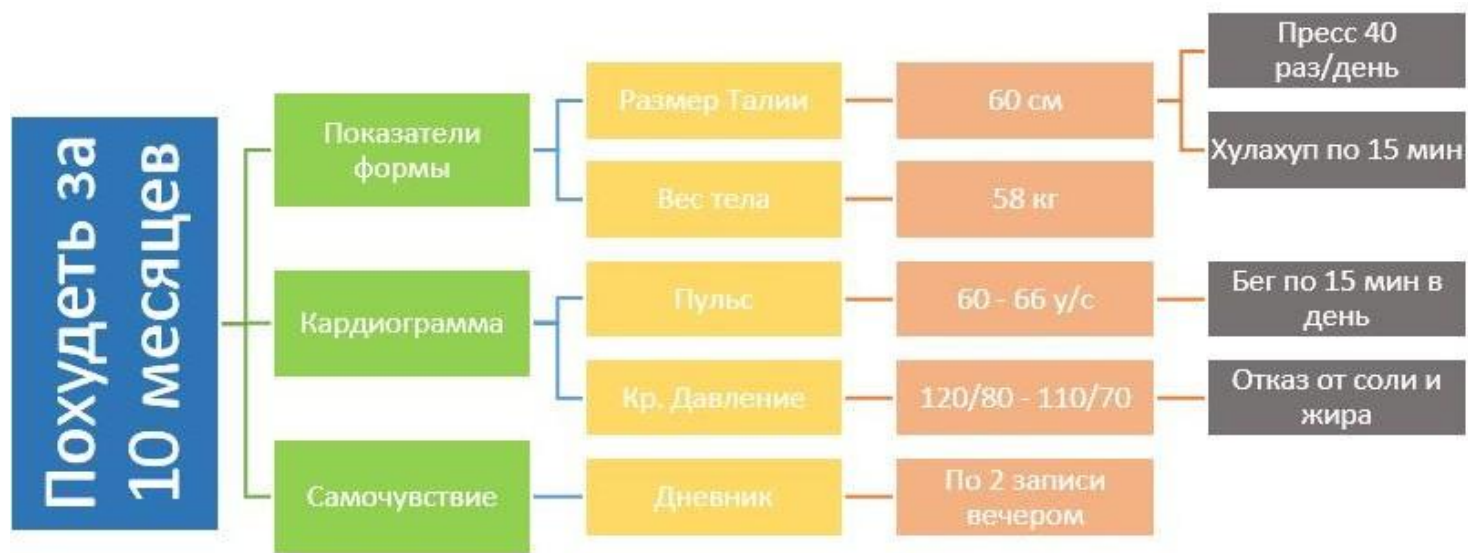 Похудеть за
10 месяцев
Показатели
формы
Размер Талии
60 см
Пресс 40
раз/день
Хулахуп по 15 мин
Вес тела
58 кг
Кардиограмма
Пульс
60 - 66 у/с
Бег по 15 мин в
день
Кр. Давление
120/80 - 110/70
Отказ от соли и
жира
Самочувствие
Дневник
По 2 записи
вечером